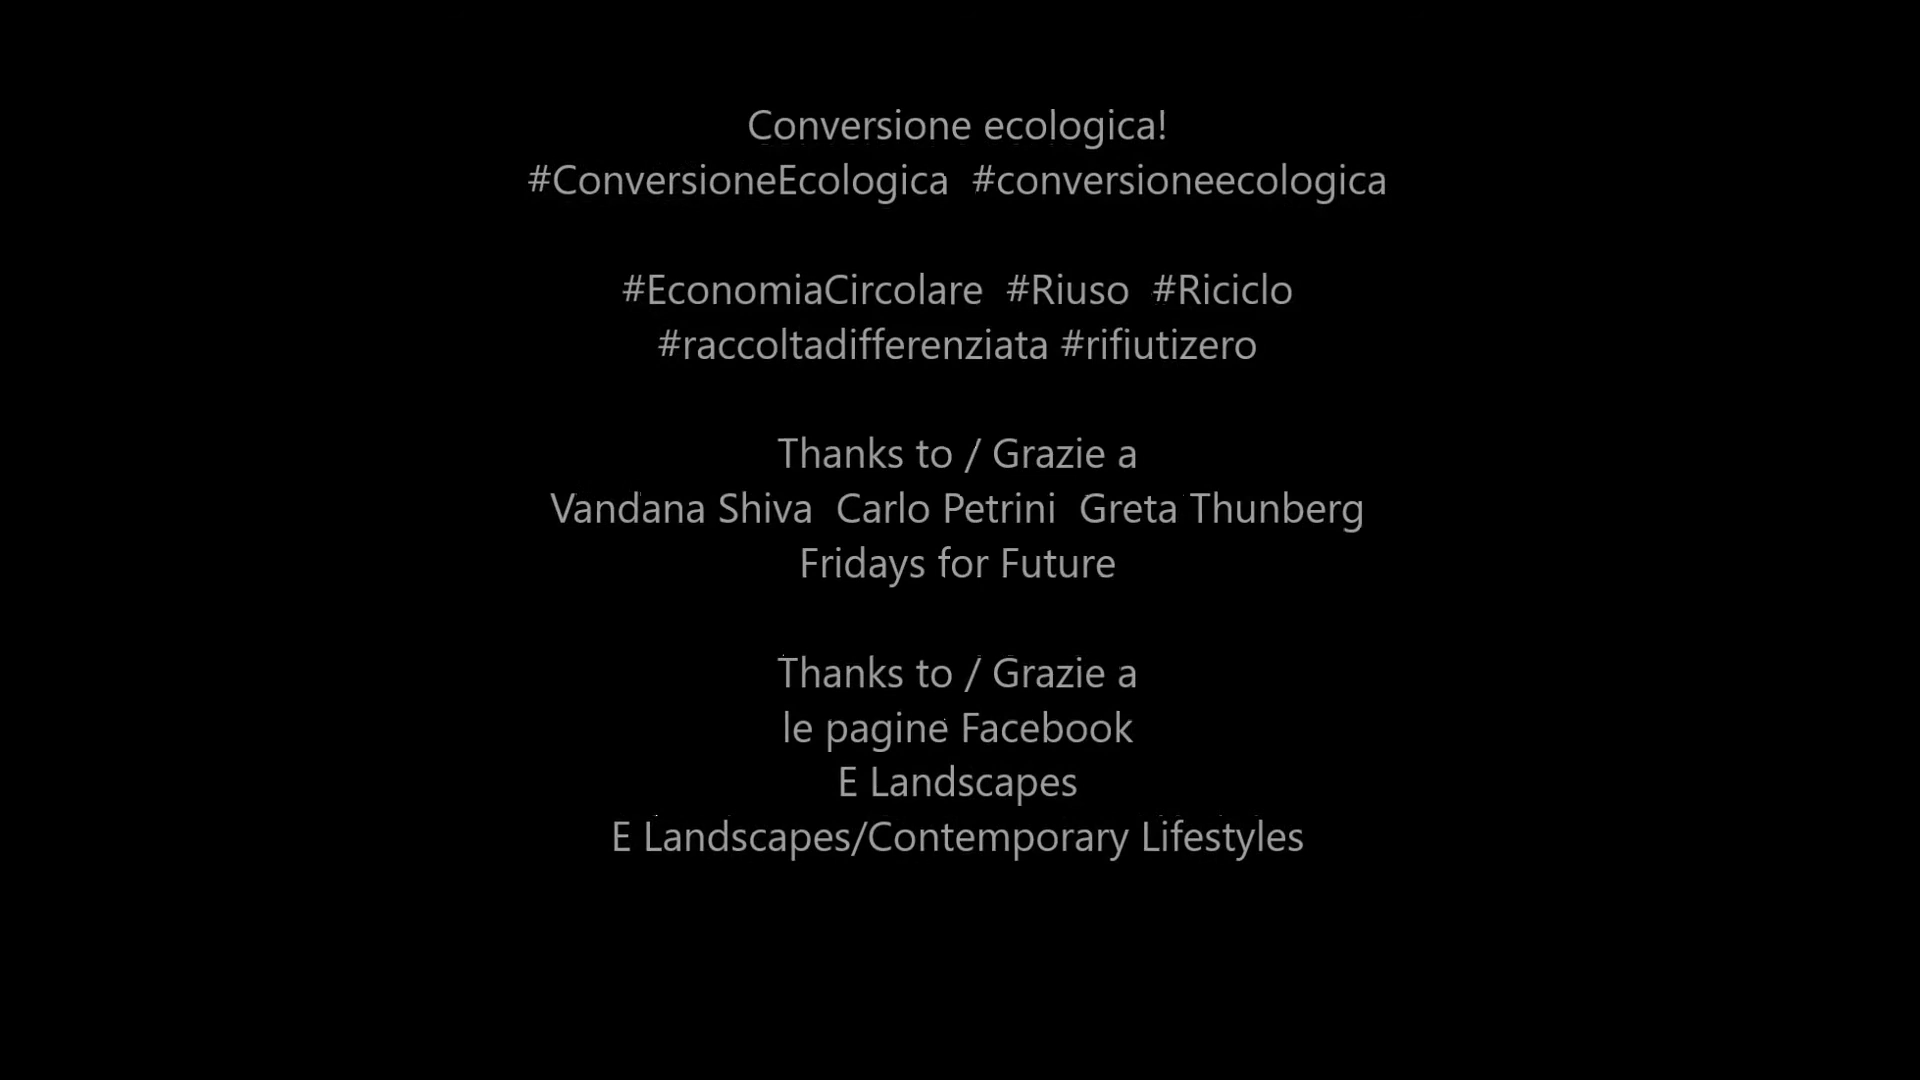 Conversione ecologica!
#ConversioneEcologica #conversioneecologica
#EconomiaCircolare #Riuso #Riciclo
#raccoltadifferenziata #rifiutizero
Thanks to / Grazie a
Vandana Shiva Carlo Petrini Greta Thunberg
Fridays for Future
Thanks to / Grazie a
le pagine Facebook
E Landscapes
E Landscapes/Contemporary Lifestyles